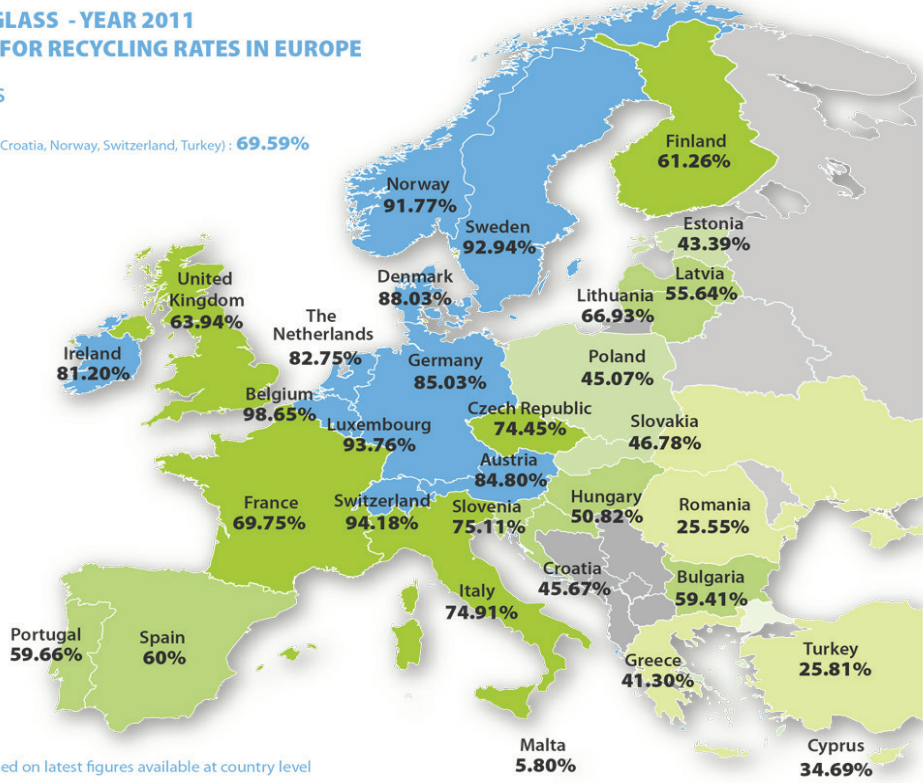 GLASS - YEAR 2011
FOR RECYCLING RATES IN EUROPE
S
Croatia, Norway, Switzerland, Turkey) : 69.59%
Finland
61.26%
Norway
91.77%
Sweden
92.94%
Estonia
43.39%
Latvia
55.64%
Denmark
88.03%
Lithuania
66.93%
United
Kingdom
63.94%
The
Netherlands
82.75%
Ireland
81.20%
Germany
85.03%
Poland
45.07%
Belgium
98.65%
Czech Republic
74.45%
Luxembourg
93.76%
Slovakia
46.78%
Austria
84.80%
France
69.75%
Switzerland
94.18%
Slovenia
75.11%
Hungary
50.82%
Romania
25.55%
Croatia
45.67%
Bulgaria
59.41%
Italy
74.91%
Portugal
59.66%
Spain
60%
Greece
41.30%
Turkey
25.81%
Malta
5.80%
Cyprus
34.69%
ed on latest figures available at country level